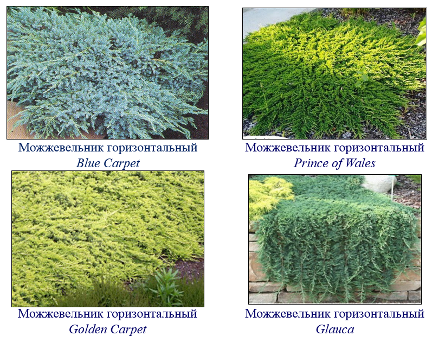 Можжевельник горизонтальный
Blue Carpet
Можжевельник горизонтальный
Prince of Wales
Можжевельник горизонтальный
Golden Carpet
Можжевельник горизонтальный
Glauca